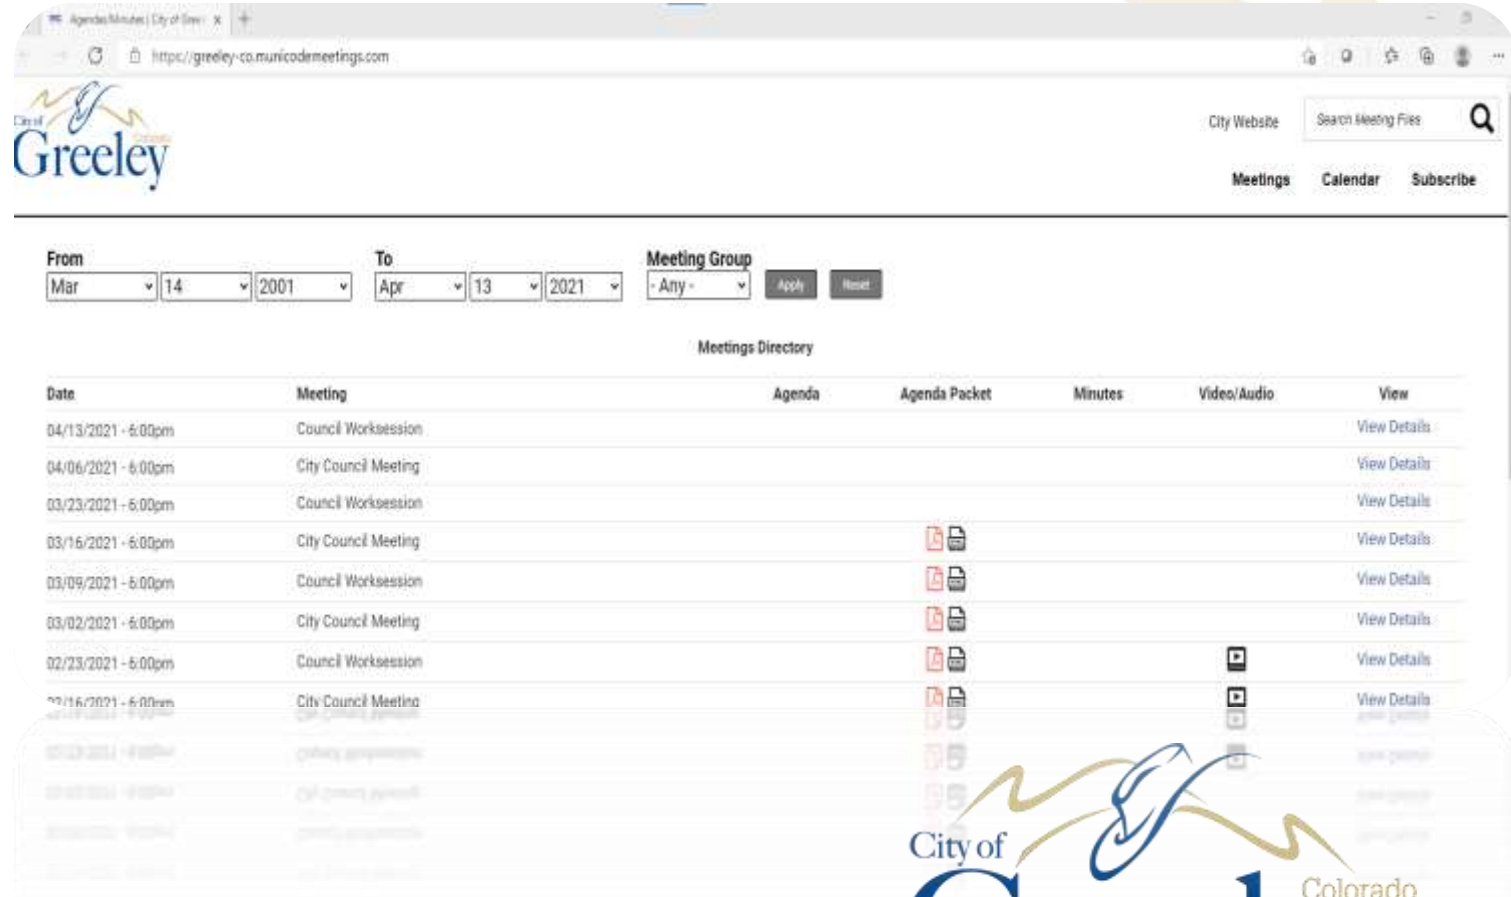 Agendas/Minutes | City of Gree
https://greeley-co.municodemeetings.com
City of
Greeley
Colorado
City Website
Search Meeting Files
Meetings Calendar Subscribe
From To Meeting Group
Mar 14 2001 Apr 13 2021 - Any - Apply Reset
Meetings Directory
Date Meeting Agenda Agenda Packet Minutes Video/Audio View
04/13/2021 - 6:00pm Council Worksession View Details
04/06/2021 - 6:00pm City Council Meeting View Details
03/23/2021 - 6:00pm Council Worksession View Details
03/16/2021 - 6:00pm City Council Meeting View Details
03/09/2021 - 6:00pm Council Worksession View Details
03/02/2021 - 6:00pm City Council Meeting View Details
02/23/2021 - 6:00pm Council Worksession View Details
02/16/2021 - 6:00pm City Council Meeting View Details
City of
Colorado